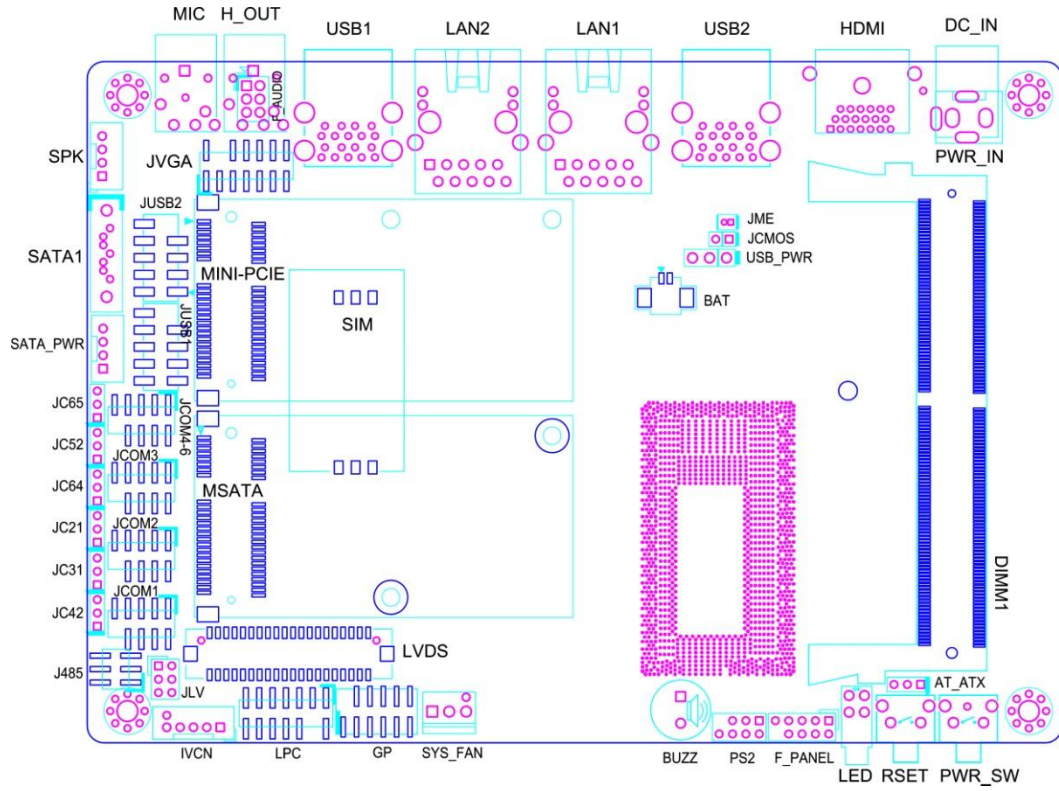 MIC
H_OUT
USB1
LAN2
LAN1
USB2
HDMI
DC_IN
F_AUDIO
SPK
JVGA
PWR_IN
JUSB2
JME
JCMOS
USB_PWR
SATA1
MINI-PCIE
BAT
SIM
JUSB1
SATA_PWR
JC65
JCOM4-6
JC52
JCOM3
JC64
MSATA
JC21
JCOM2
JC31
DIMM1
JCOM1
JC42
LVDS
J485
JLV
AT_ATX
IVCN
LPC
GP
SYS_FAN
BUZZ
PS2
F_PANEL
LED
RSET
PWR_SW